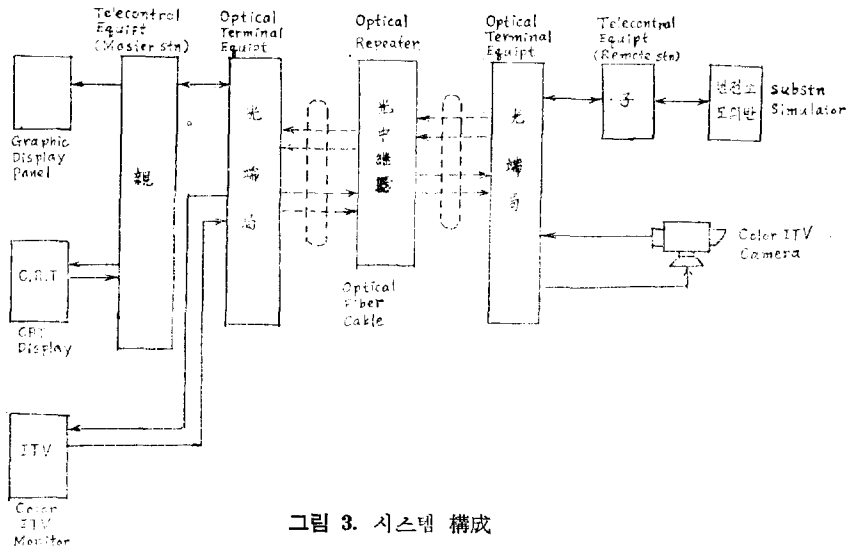 Telecontrol
Equipt
(Master stn)
Optical
Terminal
Equipt
Optical
Repeater
Optical
Terminal
Equipt
Telecontrol
Equipt
(Remote stn)
Graphic
Display
Panel
親
光端局
光中継器
光端局
子
변전소
모의반
Substn
Simulator
C.R.T
CRT
Display
Optical
Fiber
Cable
Color ITV
Camera
ITV
Color
ITV
Monitor
그림 3. 시스템 構成